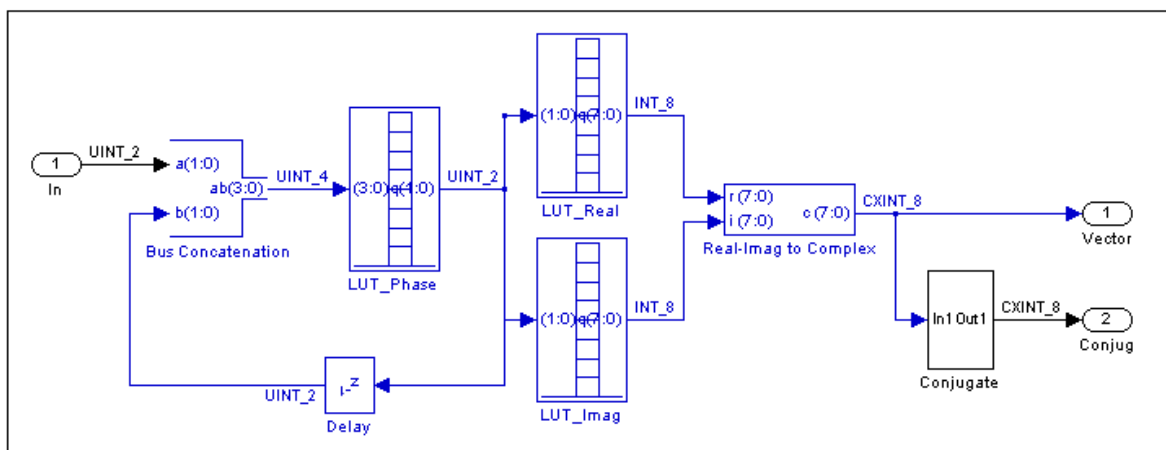 1
UINT_2
In
a(1:0)
ab(3:0)
b(1:0)
Bus Concatenation
UINT_4
(3:0) q(1:0)
LUT_Phase
UINT_2
(1:0) q(7:0)
LUT_Real
INT_8
(1:0) q(7:0)
LUT_Imag
INT_8
r (7:0)
i (7:0)
c (7:0)
Real-Imag to Complex
CXINT_8
1
Vector
In1 Out1
Conjugate
CXINT_8
2
Conjug
UINT_2
z-1
Delay